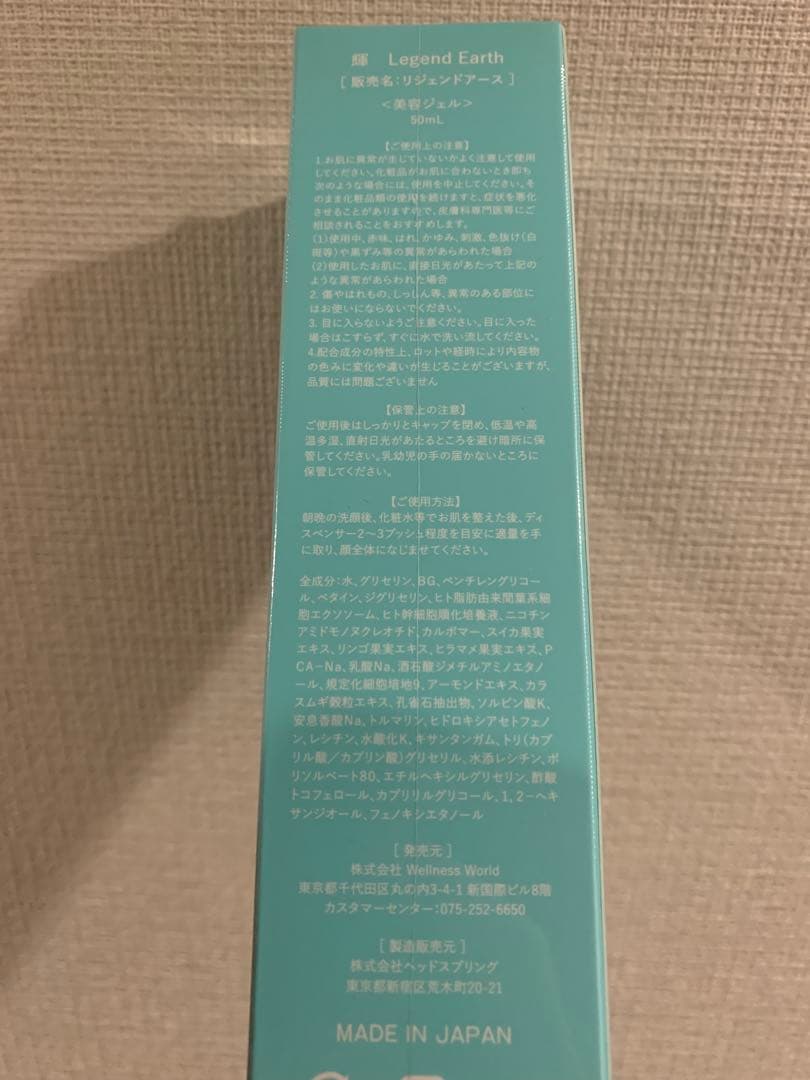 輝 Legend Earth
[ 販売名：リジェンドアース ]
＜美容ジェル＞
50mL
【ご使用上の注意】
1.お肌に異常が生じていないかよく注意して使用
してください。化粧品がお肌に合わないとき即ち
次のような場合には、使用を中止してください。そ
のまま化粧品類の使用を続けますと、症状を悪化
させることがありますので、皮膚科専門医等にご
相談されることをおすすめします。
(1)使用中、赤味、はれ、かゆみ、刺激、色抜け(白
斑等)や黒ずみ等の異常があらわれた場合
(2)使用したお肌に、直接日光があたって上記の
ような異常があらわれた場合
2. 傷やはれもの、しっしん等、異常のある部位に
はお使いにならないでください。
3. 目に入らないようご注意ください。目に入った
場合はこすらず、すぐに水で洗い流してください。
4.配合成分の特性上、ロットや経時により内容物
の色みに変化や違いが生じることがございますが、
品質には問題ございません
【保管上の注意】
ご使用後はしっかりとキャップを閉め、低温や高
温多湿、直射日光があたるところを避け暗所に保
管してください。乳幼児の手の届かないところに
保管してください。
【ご使用方法】
朝晩の洗顔後、化粧水等でお肌を整えた後、ディ
スペンサー2〜3プッシュ程度を目安に適量を手
に取り、顔全体になじませてください。
全成分：水、グリセリン、BG、ペンチレングリコー
ル、ベタイン、ジグリセリン、ヒト脂肪由来間葉系細
胞エクソソーム、ヒト幹細胞順化培養液、ニコチン
アミドモノヌクレオチド、カルボマー、スイカ果実
エキス、リンゴ果実エキス、ヒラマメ果実エキス、P
CA-Na、乳酸Na、酒石酸ジメチルアミノエタノ
ール、規定化細胞培地9、アーモンドエキス、カラ
スムギ穀粒エキス、孔雀石抽出物、ソルビン酸K、
安息香酸Na、トルマリン、ヒドロキシアセトフェノ
ン、レシチン、水酸化K、キサンタンガム、トリ(カプ
リル酸/カプリン酸)グリセリル、水添レシチン、ポ
リソルベート80、エチルヘキシルグリセリン、酢酸
トコフェロール、カプリリルグリコール、1，2-ヘキ
サンジオール、フェノキシエタノール
[ 発売元 ]
株式会社 Wellness World
東京都千代田区丸の内3-4-1 新国際ビル8階
カスタマーセンター：075-252-6650
[ 製造販売元 ]
株式会社ヘッドスプリング
東京都新宿区荒木町20-21
MADE IN JAPAN